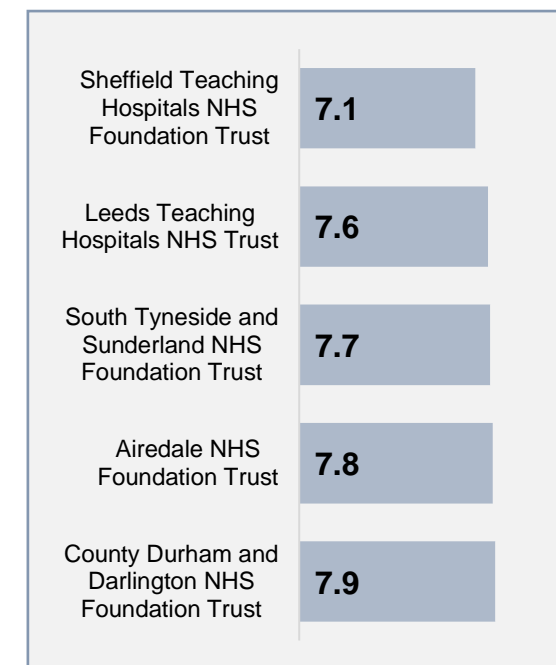 Sheffield Teaching
Hospitals NHS
Foundation Trust
7.1
Leeds Teaching
Hospitals NHS Trust
7.6
South Tyneside and
Sunderland NHS
Foundation Trust
7.7
Airedale NHS
Foundation Trust
7.8
County Durham and
Darlington NHS
Foundation Trust
7.9